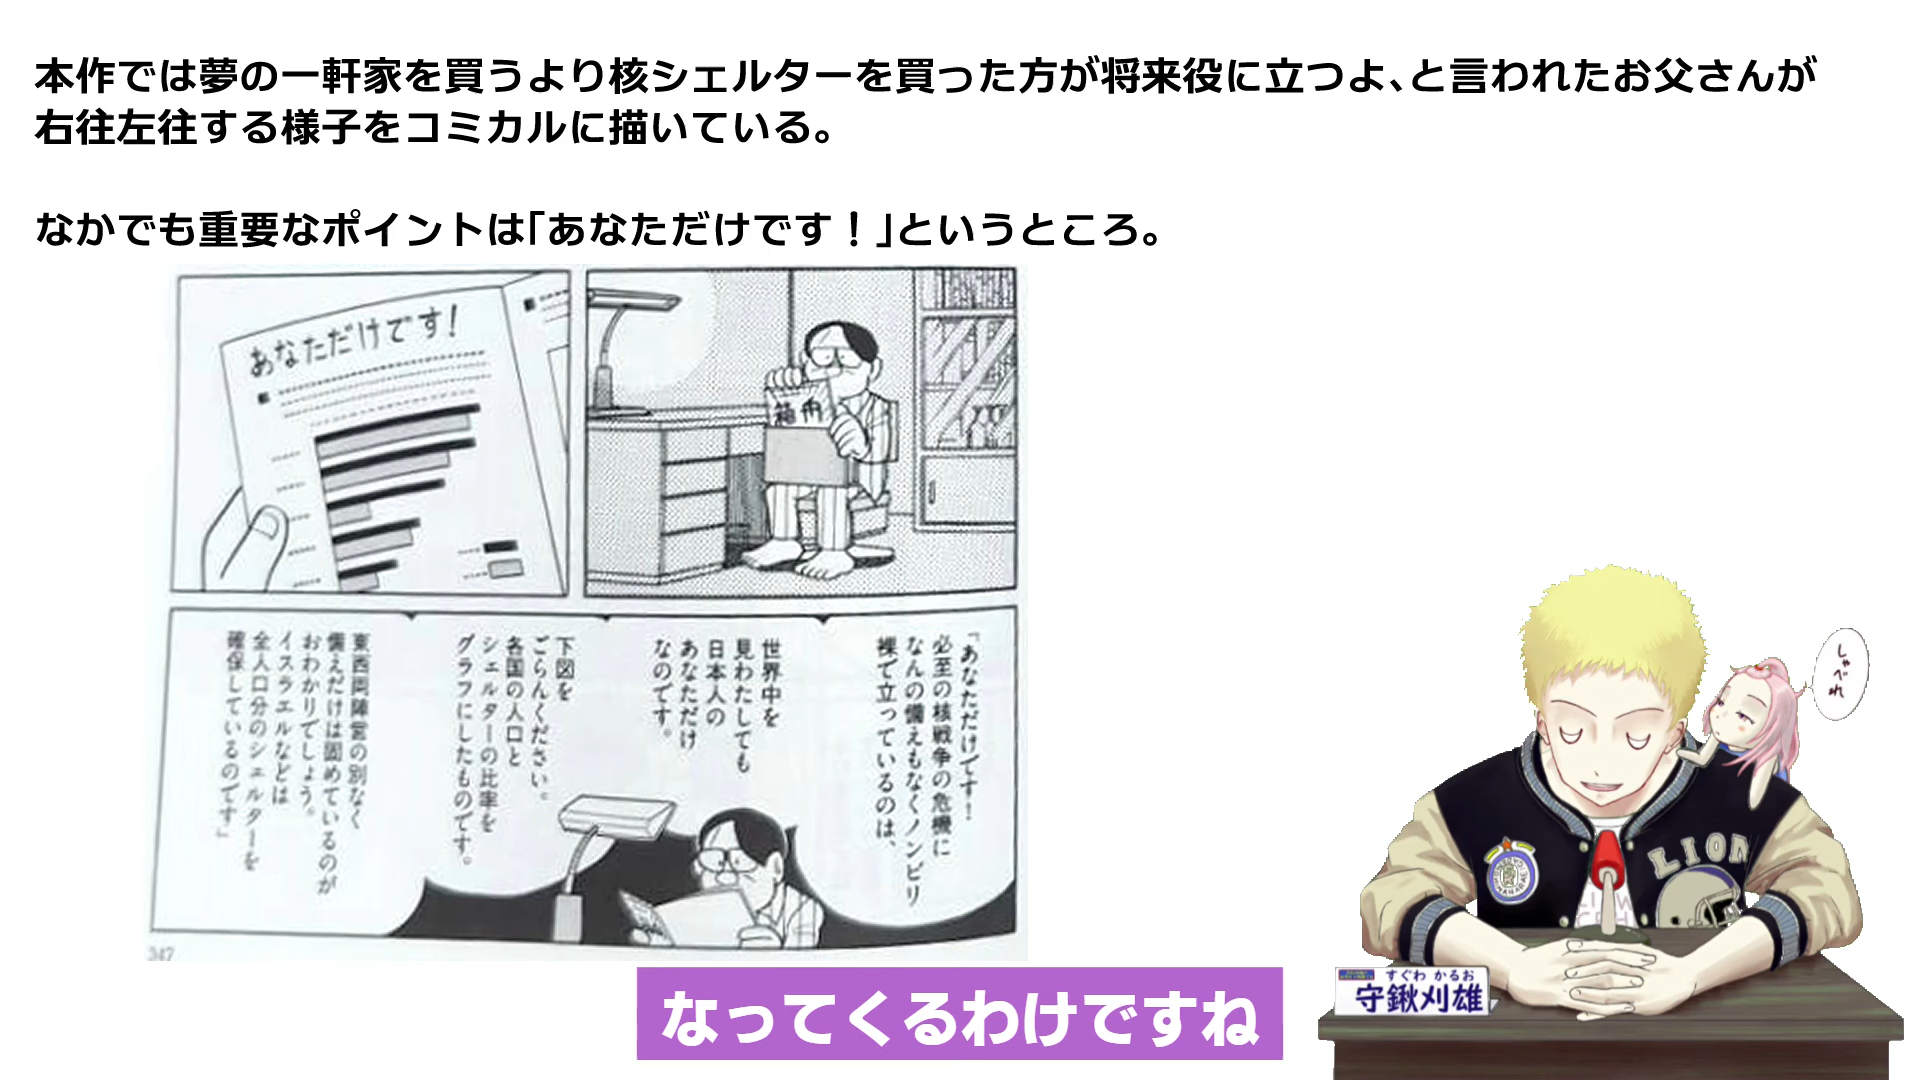 本作では夢の一軒家を買うより核シェルターを買った方が将来役に立つよ、と言われたお父さんが
右往左往する様子をコミカルに描いている。
なかでも重要なポイントは「あなただけです！」というところ。
あなただけです!
「あなただけです!
必至の核戦争の危機に
なんの備えもなくノンビリ
裸で立っているのは、
世界中を
見わたしても
日本人の
あなただけ
なのです。
下図を
ごらんください。
各国の人口と
シェルターの比率を
グラフにしたものです。
東西両陣営の別なく
備えだけは固めているのが
おわかりでしょう。
イスラエルなどは
全人口分のシェルターを
確保しているのです」
347
しゃべれ
LION
すぐわ かるお
守鍬刈雄
なってくるわけですね